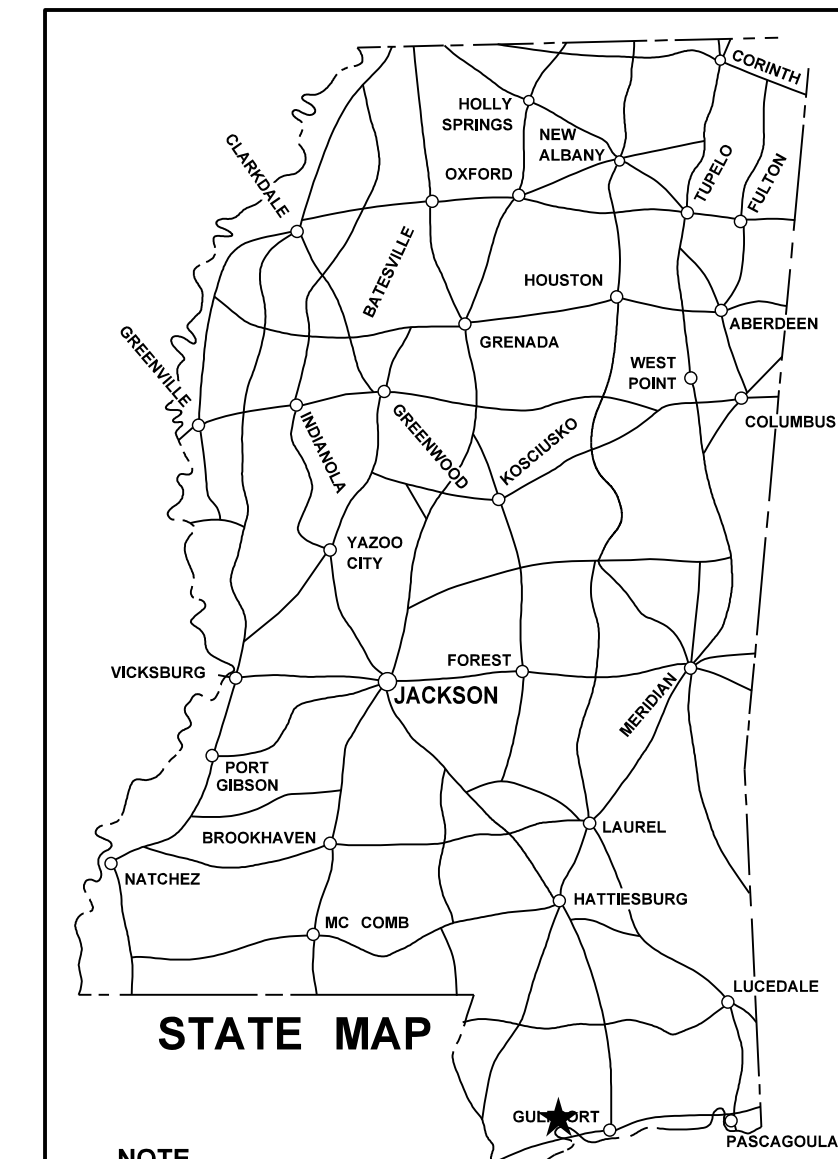 CORINTH
HOLLY
SPRINGS
NEW
ALBANY
CLARKDALE
OXFORD
TUPELO
FULTON
BATESVILLE
HOUSTON
ABERDEEN
GREENVILLE
GRENADA
WEST
POINT
COLUMBUS
INDIANOLA
GREENWOOD
KOSCIUSKO
YAZOO
CITY
VICKSBURG
FOREST
JACKSON
MERIDIAN
PORT
GIBSON
BROOKHAVEN
LAUREL
NATCHEZ
HATTIESBURG
MC COMB
LUCEDALE
STATE MAP
GULFPORT
PASCAGOULA
NOTE